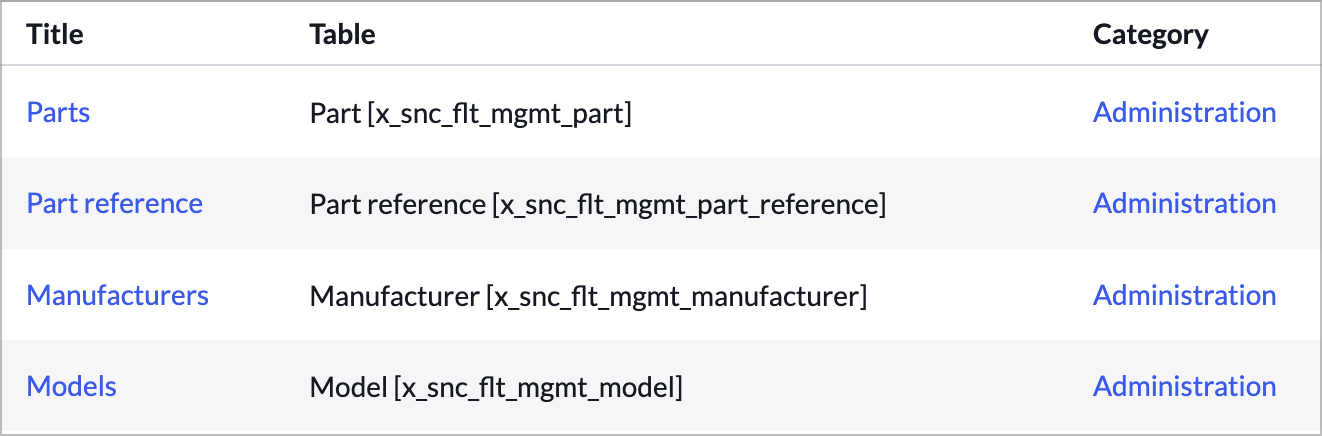 Title Table Category
Parts Part [x_snc_flt_mgmt_part] Administration
Part reference Part reference [x_snc_flt_mgmt_part_reference] Administration
Manufacturers Manufacturer [x_snc_flt_mgmt_manufacturer] Administration
Models Model [x_snc_flt_mgmt_model] Administration